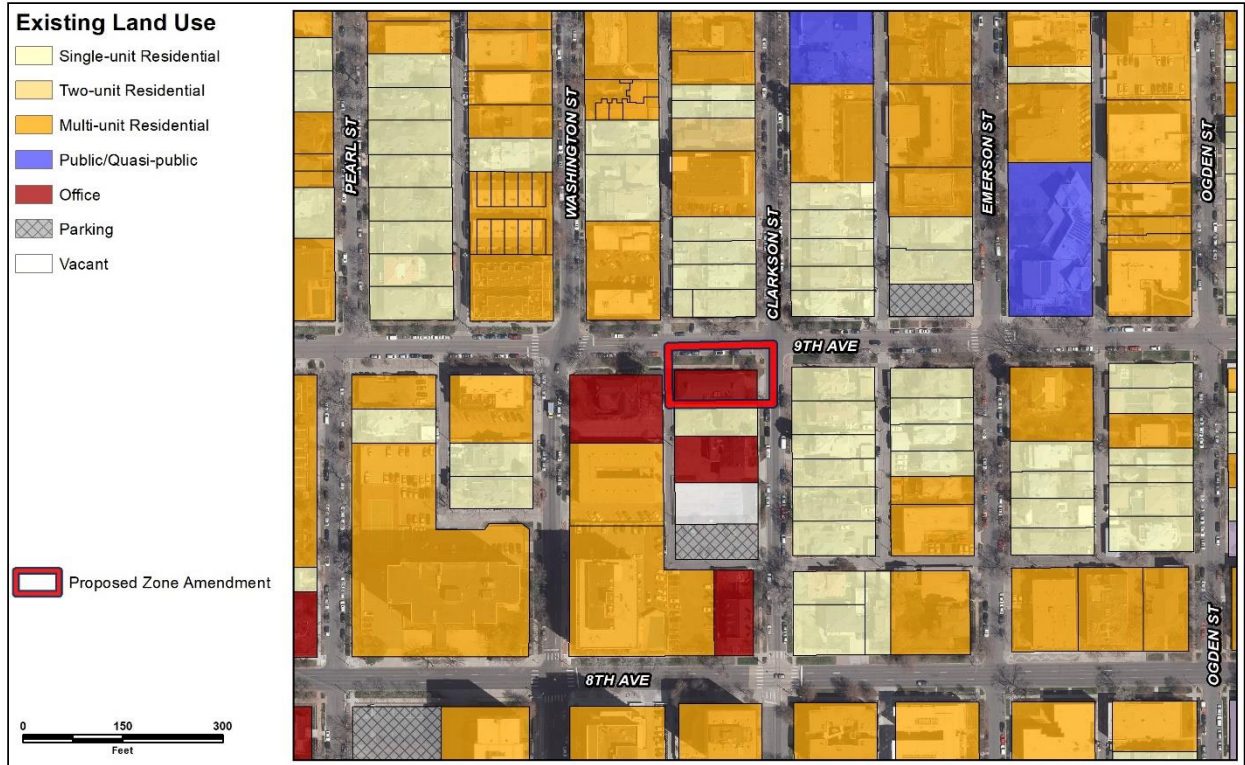 Existing Land Use
Single-unit Residential
Two-unit Residential
Multi-unit Residential
Public/Quasi-public
Office
Parking
Vacant
Proposed Zone Amendment
0 150 300
Feet
PEARL ST
WASHINGTON ST
CLARKSON ST
EMERSON ST
OGDEN ST
9TH AVE
8TH AVE
OGDEN ST